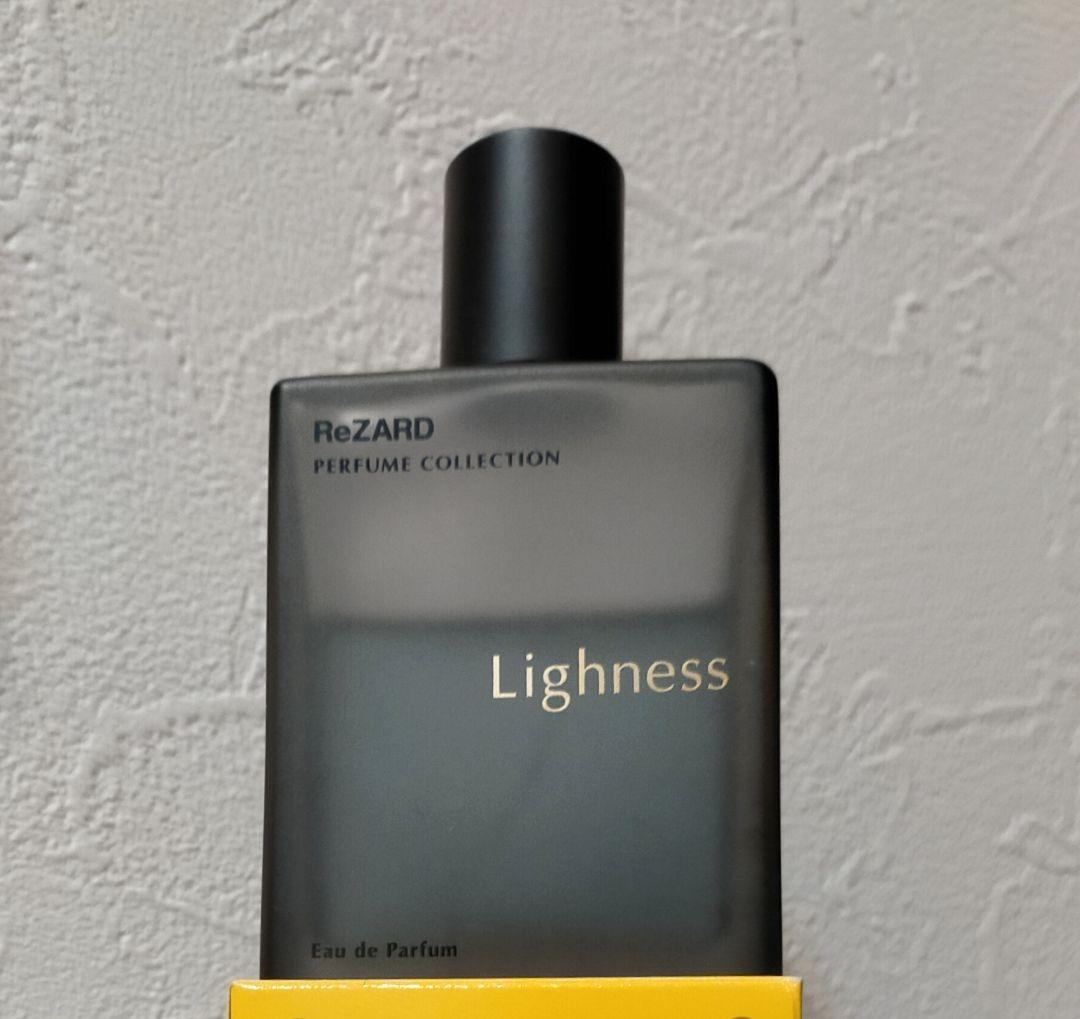 ReZARD
PERFUME COLLECTION
Lighness
Eau de Parfum